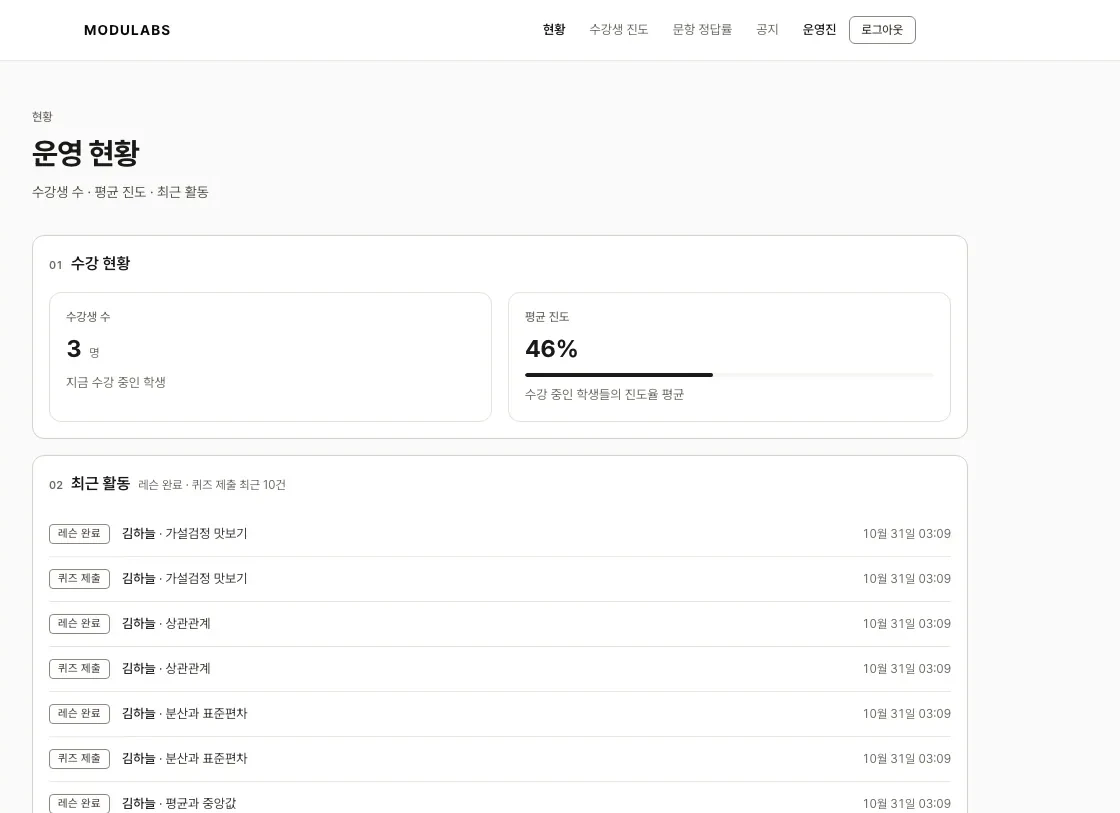 MODULABS
현황 수강생 진도 문항 정답률 공지 운영진 로그아웃
현황
운영 현황
수강생 수 · 평균 진도 · 최근 활동
01 수강 현황
수강생 수
3 명
지금 수강 중인 학생
평균 진도
46%
수강 중인 학생들의 진도율 평균
02 최근 활동 레슨 완료 · 퀴즈 제출 최근 10건
레슨 완료 김하늘 · 가설검정 맛보기 10월 31일 03:09
퀴즈 제출 김하늘 · 가설검정 맛보기 10월 31일 03:09
레슨 완료 김하늘 · 상관관계 10월 31일 03:09
퀴즈 제출 김하늘 · 상관관계 10월 31일 03:09
레슨 완료 김하늘 · 분산과 표준편차 10월 31일 03:09
퀴즈 제출 김하늘 · 분산과 표준편차 10월 31일 03:09
레슨 완료 김하늘 · 평균과 중앙값 10월 31일 03:09